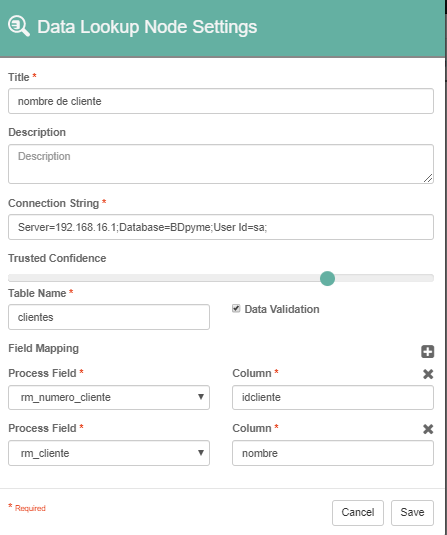 Data Lookup Node Settings
Title *
nombre de cliente
Description
Description
Connection String *
Server=192.168.16.1;Database=BDpyme;User Id=sa;
Trusted Confidence
Table Name *
clientes
Data Validation
Field Mapping
Process Field * Column *
rm_numero_cliente idcliente
Process Field * Column *
rm_cliente nombre
* Required
Cancel Save